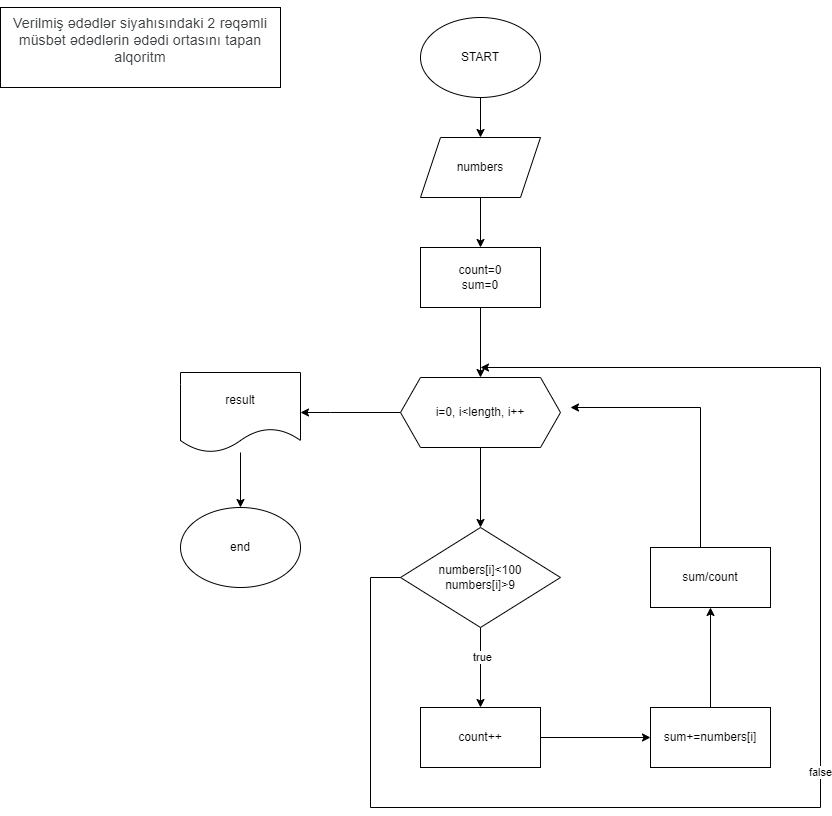 Verilmiş ədədlər siyahısındaki 2 rəqəmli
müsbət ədədlərin ədədi ortasını tapan
alqoritm
START
numbers
count=0
sum=0
i=0, i<length, i++
result
end
numbers[i]<100
numbers[i]>9
true
count++
sum+=numbers[i]
sum/count
false